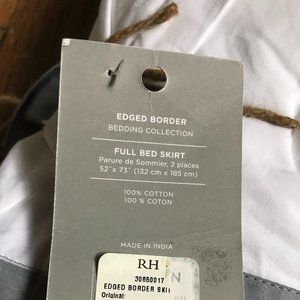 EDGED BORDER
BEDDING COLLECTION
FULL BED SKIRT
Parure de Sommier, 2 places
52" x 73" (132 cm x 185 cm)
100% COTTON
100 % COTON
MADE IN INDIA
RH
N
30650017
EDGED BORDER SKI
Original: